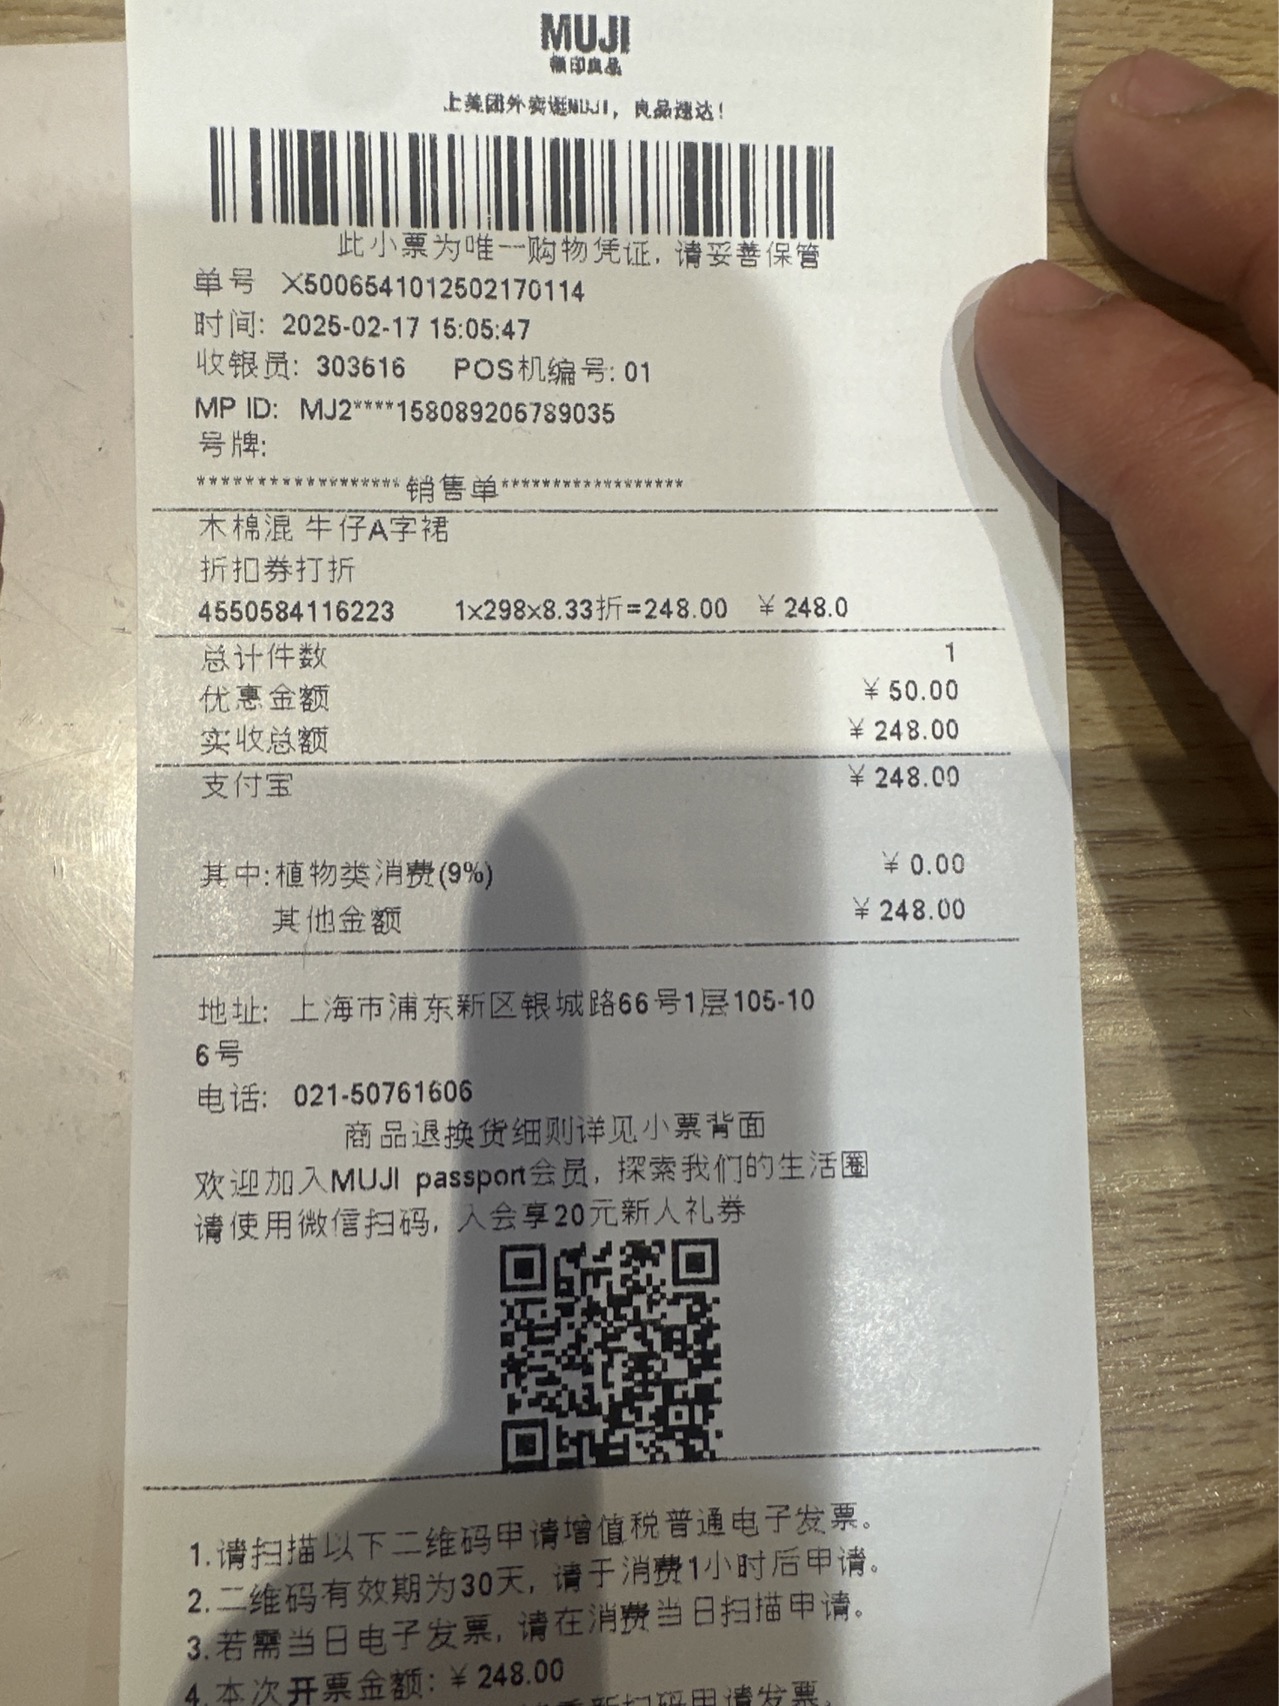 MUJI
無印良品
上美团外卖逛MUJI，良品速达！
此小票为唯一购物凭证, 请妥善保管
单号 X5006541012502170114
时间: 2025-02-17 15:05:47
收银员: 303616 POS机编号: 01
MP ID: MJ2****158089206789035
号牌:
******************销售单******************
木棉混 牛仔A字裙
折扣券打折
4550584116223 1x298x8.33折=248.00 ￥248.0
总计件数 1
优惠金额 ￥50.00
实收总额 ￥248.00
支付宝 ￥248.00
其中:植物类消费(9%) ￥0.00
其他金额 ￥248.00
地址: 上海市浦东新区银城路66号1层105-10
6号
电话: 021-50761606
商品退换货细则详见小票背面
欢迎加入MUJI passport会员, 探索我们的生活圈
请使用微信扫码, 入会享20元新人礼券
1.请扫描以下二维码申请增值税普通电子发票。
2.二维码有效期为30天, 请于消费1小时后申请。
3.若需当日电子发票, 请在消费当日扫描申请。
4.本次开票金额: ￥248.00
重新扫码申请发票.